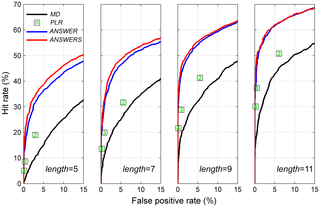 MD
PLR
ANSWER
ANSWERS
Hit rate (%)
70
60
50
40
30
20
10
0
0 5 10 15
0 5 10 15
0 5 10 15
0 5 10 15
length=5
length=7
length=9
length=11
False positive rate (%)